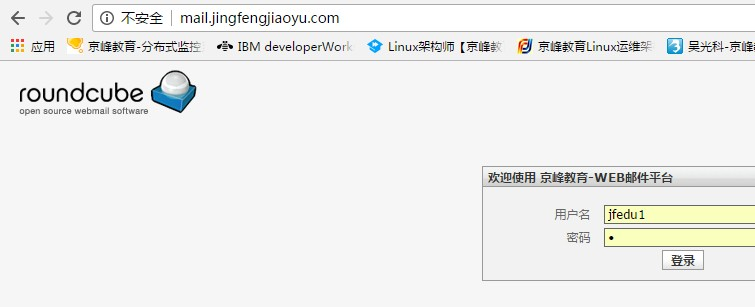 不安全 | mail.jingfengjiaoyu.com
应用 京峰教育-分布式监控 IBM developerWork Linux架构师【京峰教 京峰教育Linux运维架 吴光科-京峰
roundcube
open source webmail software
欢迎使用 京峰教育-WEB邮件平台
用户名 jfedu1
密码 •
登录